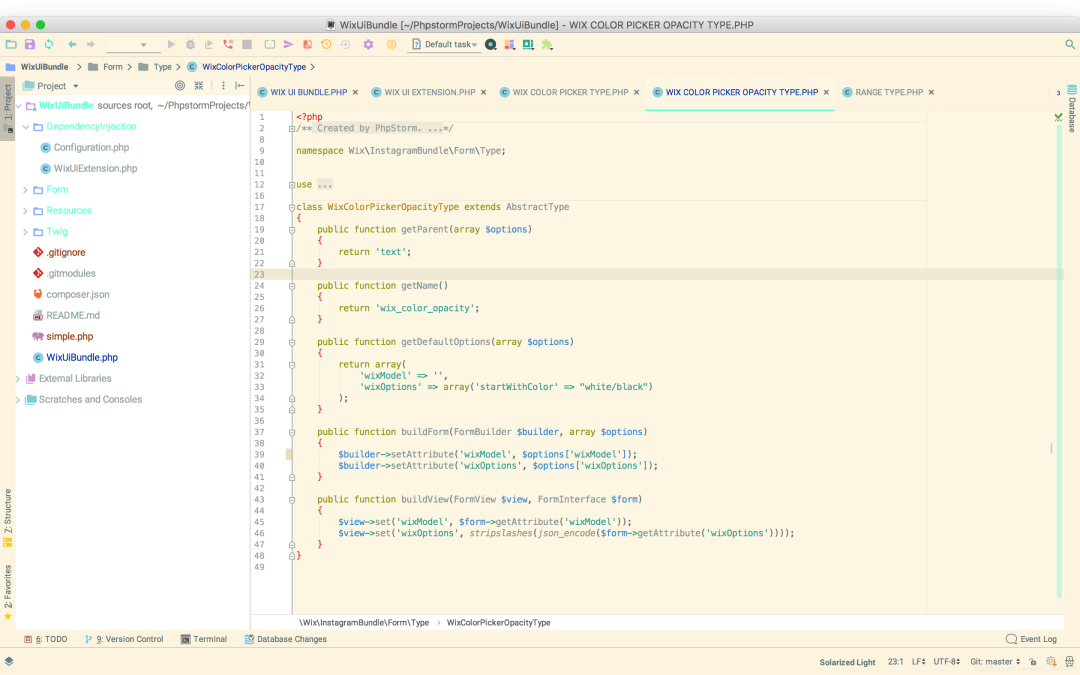 WixUiBundle [~/PhpstormProjects/WixUiBundle] - WIX COLOR PICKER OPACITY TYPE.PHP
Default task
WixUiBundle Form Type WixColorPickerOpacityType
Project
WIX UI BUNDLE.PHP WIX UI EXTENSION.PHP WIX COLOR PICKER TYPE.PHP WIX COLOR PICKER OPACITY TYPE.PHP RANGE TYPE.PHP 3
1: Project
Database
WixUiBundle sources root, ~/PhpstormProjects/
DependencyInjection
Configuration.php
WixUiExtension.php
Form
Resources
Twig
.gitignore
.gitmodules
composer.json
README.md
simple.php
WixUiBundle.php
External Libraries
Scratches and Consoles
Z: Structure
2: Favorites
1 <?php
2 /** Created by PhpStorm. ...*/
8
9 namespace Wix\InstagramBundle\Form\Type;
10
11
12 use ...
16
17 class WixColorPickerOpacityType extends AbstractType
18 {
19 public function getParent(array $options)
20 {
21 return 'text';
22 }
23
24 public function getName()
25 {
26 return 'wix_color_opacity';
27 }
28
29 public function getDefaultOptions(array $options)
30 {
31 return array(
32 'wixModel' => '',
33 'wixOptions' => array('startWithColor' => "white/black")
34 );
35 }
36
37 public function buildForm(FormBuilder $builder, array $options)
38 {
39 $builder->setAttribute('wixModel', $options['wixModel']);
40 $builder->setAttribute('wixOptions', $options['wixOptions']);
41 }
42
43 public function buildView(FormView $view, FormInterface $form)
44 {
45 $view->set('wixModel', $form->getAttribute('wixModel'));
46 $view->set('wixOptions', stripslashes(json_encode($form->getAttribute('wixOptions'))));
47 }
48 }
49
\Wix\InstagramBundle\Form\Type › WixColorPickerOpacityType
6: TODO 9: Version Control Terminal Database Changes Event Log
Solarized Light 23:1 LF UTF-8 Git: master